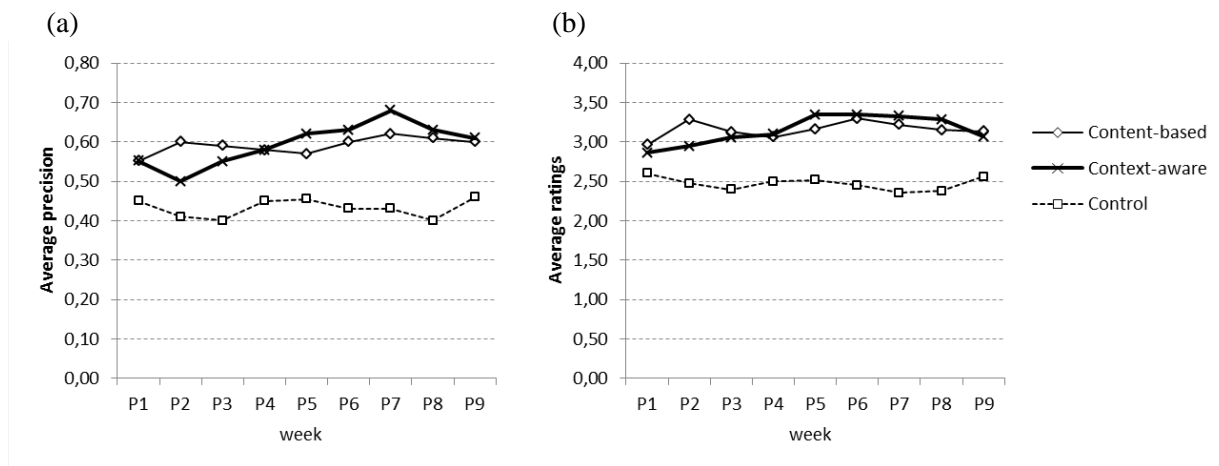 (a)
Average precision
0,80
0,70
0,60
0,50
0,40
0,30
0,20
0,10
0,00
P1 P2 P3 P4 P5 P6 P7 P8 P9
week
(b)
Average ratings
4,00
3,50
3,00
2,50
2,00
1,50
1,00
0,50
0,00
P1 P2 P3 P4 P5 P6 P7 P8 P9
week
Content-based
Context-aware
Control